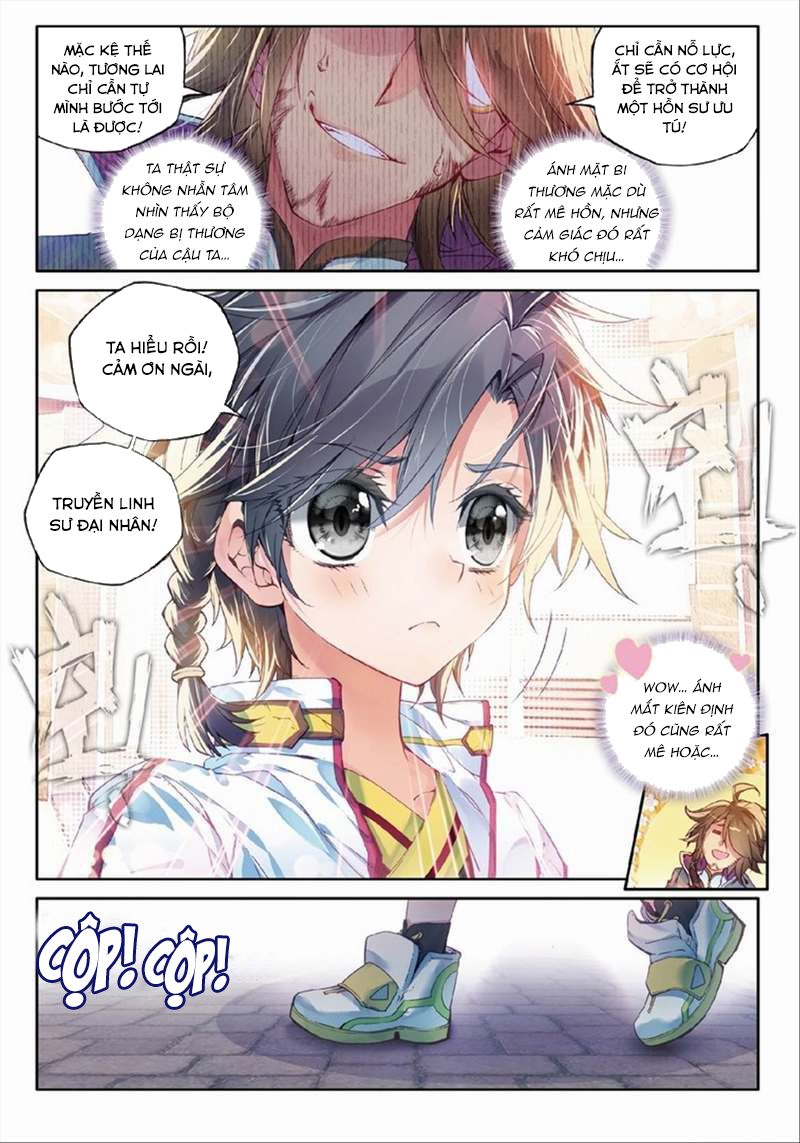 MẶC KỆ THẾ
NÀO, TƯƠNG LAI
CHỈ CẦN TỰ
MÌNH BƯỚC TỚI
LÀ ĐƯỢC!
CHỈ CẦN NỖ LỰC,
ẮT SẼ CÓ CƠ HỘI
ĐỂ TRỞ THÀNH
MỘT HỒN SƯ ƯU
TÚ!
TA THẬT SỰ
KHÔNG NHẪN TÂM
NHÌN THẤY BỘ
DẠNG BỊ THƯƠNG
CỦA CẬU TA...
ÁNH MẶT BI
THƯƠNG MẶC DÙ
RẤT MÊ HỒN, NHƯNG
CẢM GIÁC ĐÓ RẤT
KHÓ CHỊU...
TA HIỂU RỒI!
CẢM ƠN NGÀI,
TRUYỀN LINH
SƯ ĐẠI NHÂN!
WOW... ÁNH
MẮT KIÊN ĐỊNH
ĐÓ CŨNG RẤT
MÊ HOẶC...
CỘP! CỘP!